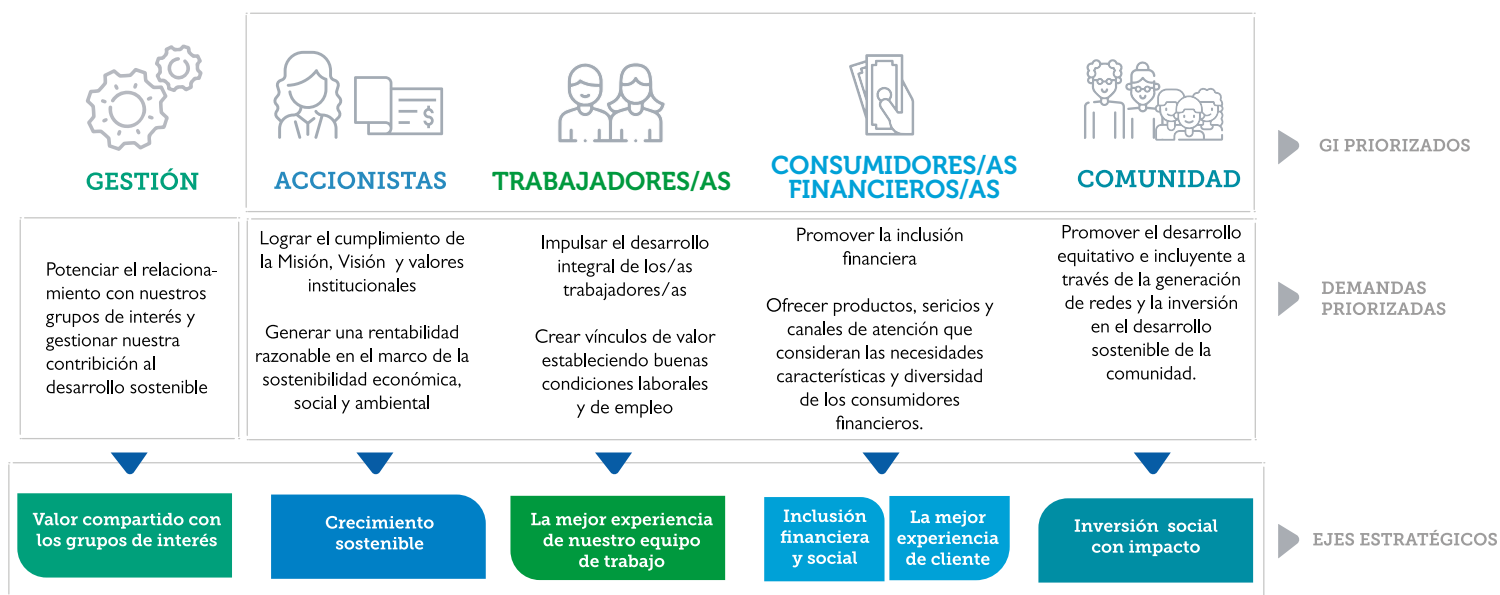 GESTIÓN
ACCIONISTAS
TRABAJADORES/AS
CONSUMIDORES/AS
FINANCIEROS/AS
COMUNIDAD
GI PRIORIZADOS
Potenciar el relaciona-
miento con nuestros
grupos de interés y
gestionar nuestra
contribición al
desarrollo sostenible
Lograr el cumplimiento de
la Misión, Visión y valores
institucionales
Generar una rentabilidad
razonable en el marco de la
sostenibilidad económica,
social y ambiental
Impulsar el desarrollo
integral de los/as
trabajadores/as
Crear vínculos de valor
estableciendo buenas
condiciones laborales
y de empleo
Promover la inclusión
financiera
Ofrecer productos, sericios y
canales de atención que
consideran las necesidades
características y diversidad
de los consumidores
financieros.
Promover el desarrollo
equitativo e incluyente a
través de la generación
de redes y la inversión
en el desarrollo
sostenible de la
comunidad.
DEMANDAS
PRIORIZADAS
Valor compartido con
los grupos de interés
Crecimiento
sostenible
La mejor experiencia
de nuestro equipo
de trabajo
Inclusión
financiera
y social
La mejor
experiencia
de cliente
Inversión social
con impacto
EJES ESTRATÉGICOS